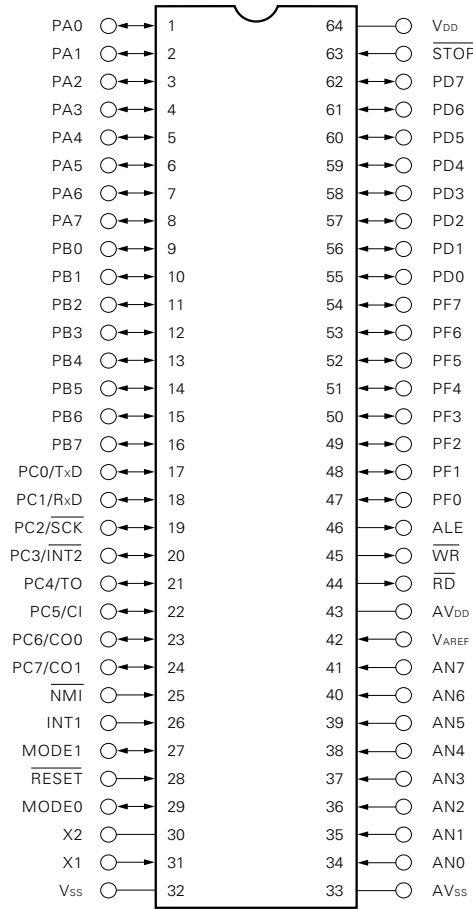 PA0 1 64 VDD
PA1 2 63 STOP
PA2 3 62 PD7
PA3 4 61 PD6
PA4 5 60 PD5
PA5 6 59 PD4
PA6 7 58 PD3
PA7 8 57 PD2
PB0 9 56 PD1
PB1 10 55 PD0
PB2 11 54 PF7
PB3 12 53 PF6
PB4 13 52 PF5
PB5 14 51 PF4
PB6 15 50 PF3
PB7 16 49 PF2
PC0/TxD 17 48 PF1
PC1/RxD 18 47 PF0
PC2/SCK 19 46 ALE
PC3/INT2 20 45 WR
PC4/TO 21 44 RD
PC5/CI 22 43 AVDD
PC6/CO0 23 42 VAREF
PC7/CO1 24 41 AN7
NMI 25 40 AN6
INT1 26 39 AN5
MODE1 27 38 AN4
RESET 28 37 AN3
MODE0 29 36 AN2
X2 30 35 AN1
X1 31 34 AN0
Vss 32 33 AVss